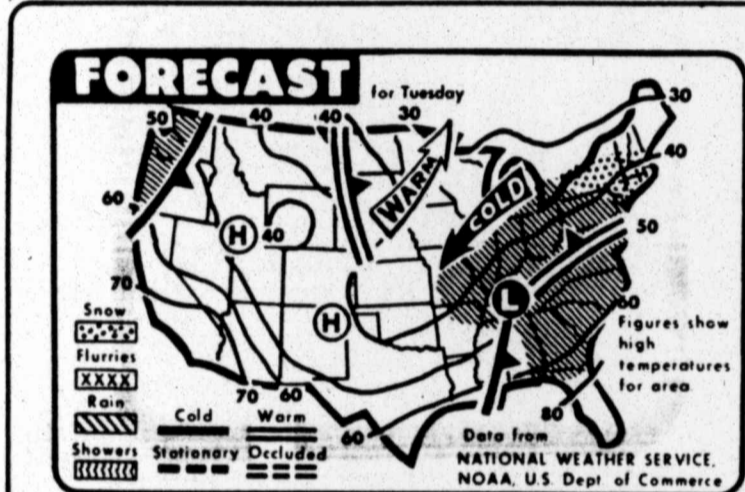 FORECAST
for Tuesday
50 40 40 30 30
40
60
50
WARM
COLD
H 40
H
L
70
60
Figures show
high
temperatures
for area
Snow
Flurries
XXXX
Rain
Showers
70 60
60
80
Cold Warm
Stationary Occluded
Data from
NATIONAL WEATHER SERVICE,
NOAA, U.S. Dept. of Commerce